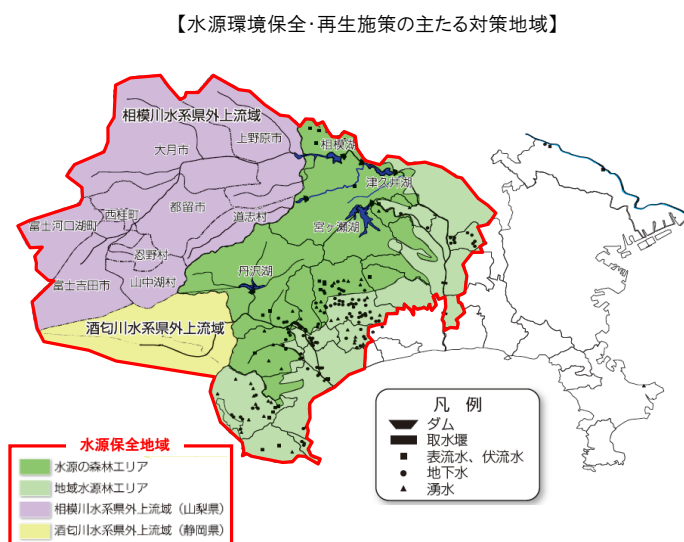 【水源環境保全・再生施策の主たる対策地域】
相模川水系県外上流域
上野原市
大月市
相模湖
津久井湖
都留市
西桂町
道志村
富士河口湖町
宮ヶ瀬湖
忍野村
丹沢湖
富士吉田市
山中湖村
酒匂川水系県外上流域
凡 例
ダム
取水堰
表流水、伏流水
地下水
湧水
水源保全地域
水源の森林エリア
地域水源林エリア
相模川水系県外上流域（山梨県）
酒匂川水系県外上流域（静岡県）